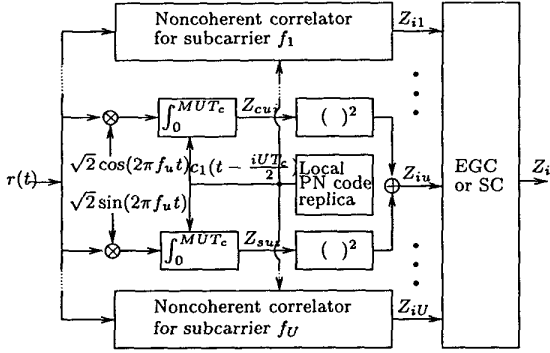 Noncoherent correlator
for subcarrier f_1
Z_{i1}
∫_0^{MUT_c}
Z_{cui}
( )^2
√2 cos(2πf_u t)
c_1(t - iUT_c/2)
Local
PN code
replica
Z_{iu}
EGC
or SC
Z_i
r(t)
√2 sin(2πf_u t)
∫_0^{MUT_c}
Z_{sui}
( )^2
Noncoherent correlator
for subcarrier f_U
Z_{iU}